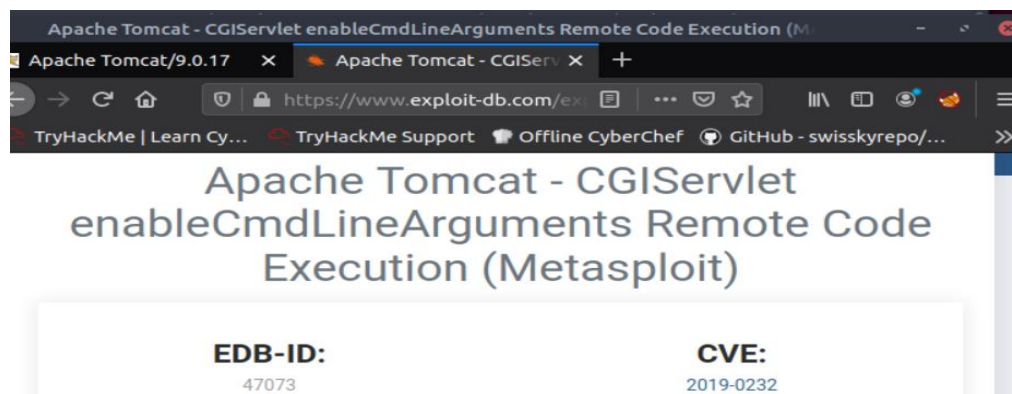 Apache Tomcat - CGIServlet enableCmdLineArguments Remote Code Execution (M
Apache Tomcat/9.0.17
Apache Tomcat - CGIServ
https://www.exploit-db.com/ex
TryHackMe | Learn Cy... TryHackMe Support Offline CyberChef GitHub - swisskyrepo/...
Apache Tomcat - CGIServlet
enableCmdLineArguments Remote Code
Execution (Metasploit)
EDB-ID:
47073
CVE:
2019-0232